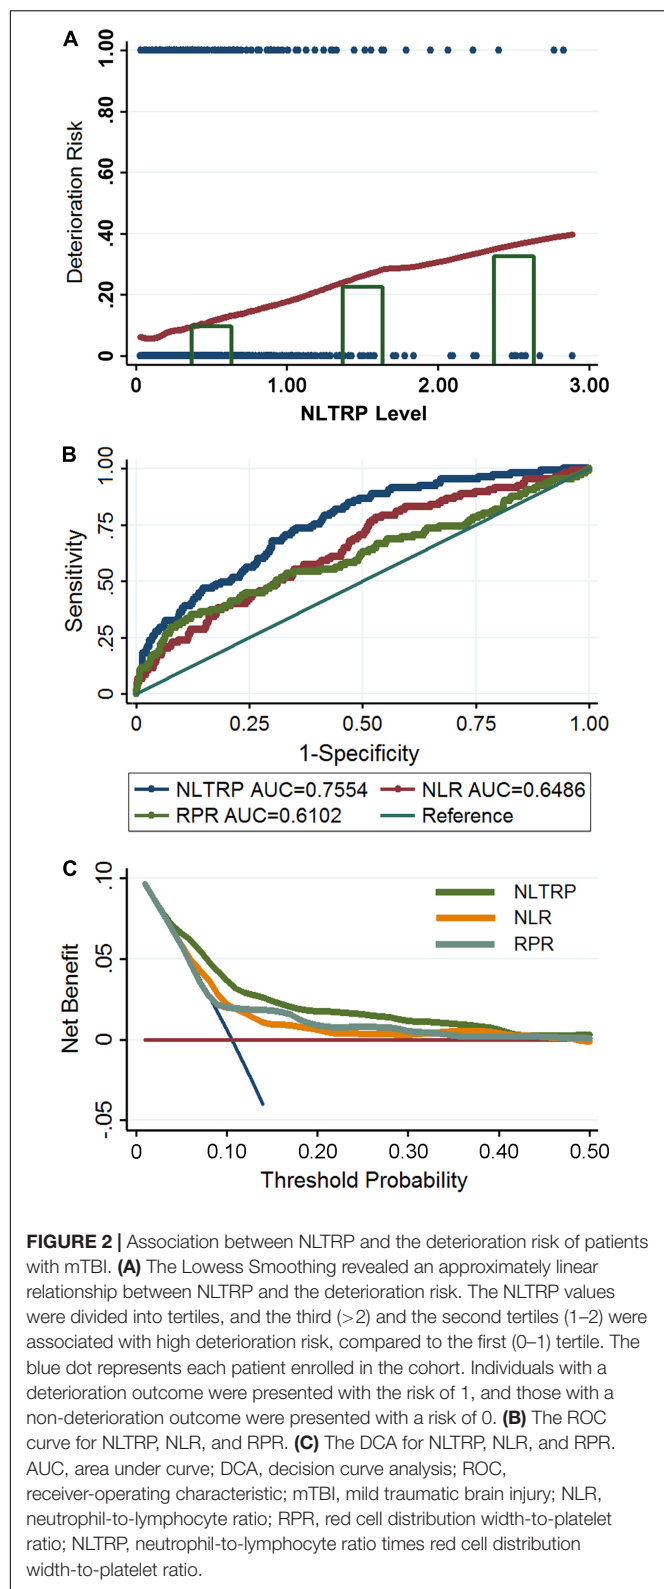 A
Deterioration Risk
1.00
.80
.60
.40
.20
0
0 1.00 2.00 3.00
NLTRP Level
B
Sensitivity
1.00
.75
.50
.25
0
0 0.25 0.50 0.75 1.00
1-Specificity
NLTRP AUC=0.7554 NLR AUC=0.6486
RPR AUC=0.6102 Reference
C
Net Benefit
.10
.05
0
-.05
NLTRP
NLR
RPR
0 0.10 0.20 0.30 0.40 0.50
Threshold Probability
FIGURE 2 | Association between NLTRP and the deterioration risk of patients
with mTBI. (A) The Lowess Smoothing revealed an approximately linear
relationship between NLTRP and the deterioration risk. The NLTRP values
were divided into tertiles, and the third (>2) and the second tertiles (1–2) were
associated with high deterioration risk, compared to the first (0–1) tertile. The
blue dot represents each patient enrolled in the cohort. Individuals with a
deterioration outcome were presented with the risk of 1, and those with a
non-deterioration outcome were presented with a risk of 0. (B) The ROC
curve for NLTRP, NLR, and RPR. (C) The DCA for NLTRP, NLR, and RPR.
AUC, area under curve; DCA, decision curve analysis; ROC,
receiver-operating characteristic; mTBI, mild traumatic brain injury; NLR,
neutrophil-to-lymphocyte ratio; RPR, red cell distribution width-to-platelet
ratio; NLTRP, neutrophil-to-lymphocyte ratio times red cell distribution
width-to-platelet ratio.